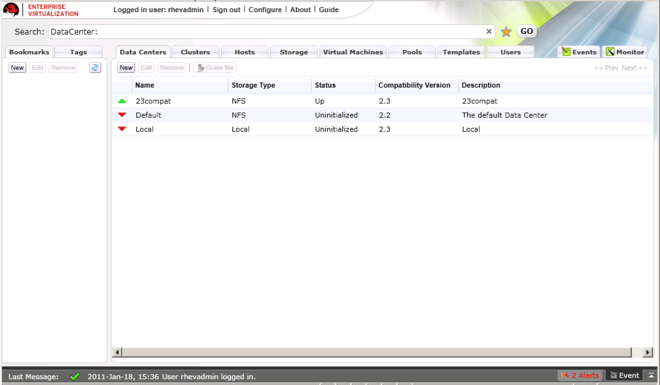 ENTERPRISE
VIRTUALIZATION
Logged in user: rhevadmin | Sign out | Configure | About | Guide
Search: DataCenter: × GO
Bookmarks Tags
New Edit Remove
Data Centers Clusters Hosts Storage Virtual Machines Pools Templates Users Events Monitor
New Edit Remove Guide Me << Prev Next >>
Name Storage Type Status Compatibility Version Description
23compat NFS Up 2.3 23compat
Default NFS Uninitialized 2.2 The default Data Center
Local Local Uninitialized 2.3 Local
Last Message: 2011-Jan-18, 15:36 User rhevadmin logged in. 2 Alerts Event